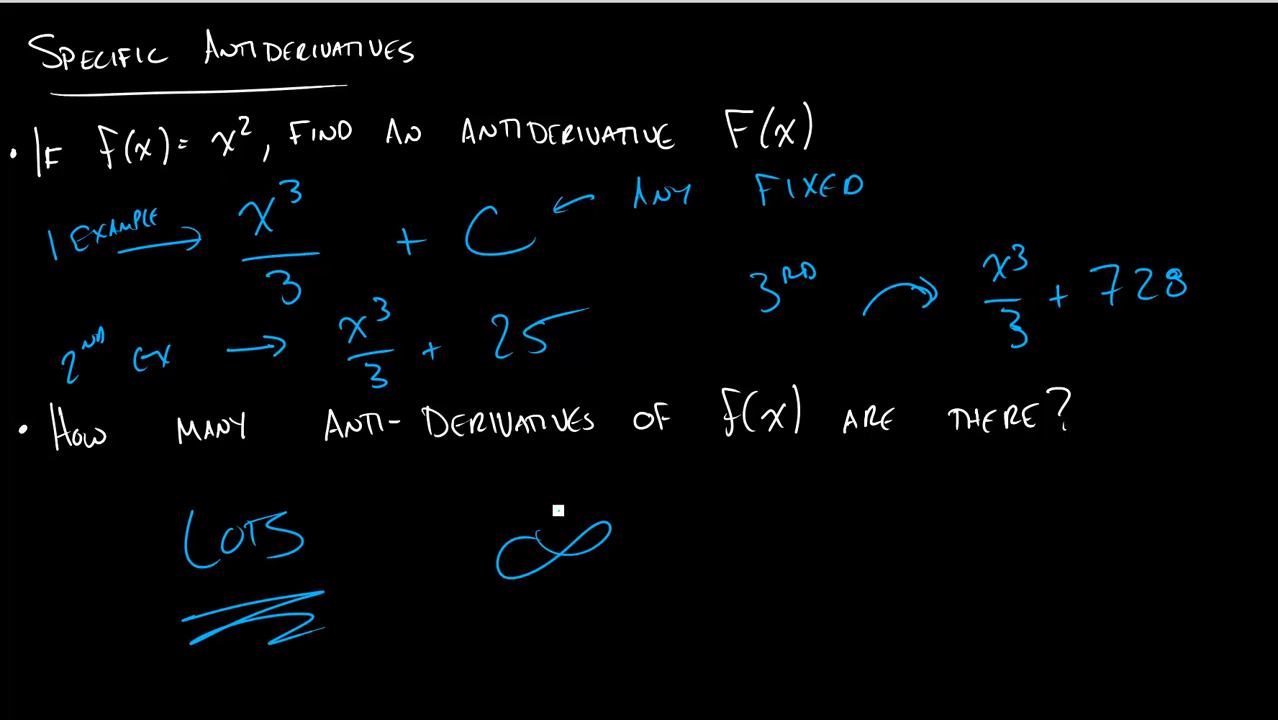 SPECIFIC ANTIDERIVATIVES
• IF f(x) = x², FIND AN ANTIDERIVATIVE F(x)
1 EXAMPLE → x³/3 + C ← ANY FIXED
3RD → x³/3 + 728
2ND EX → x³/3 + 25
• HOW MANY ANTI-DERIVATIVES OF f(x) ARE THERE?
LOTS ∞